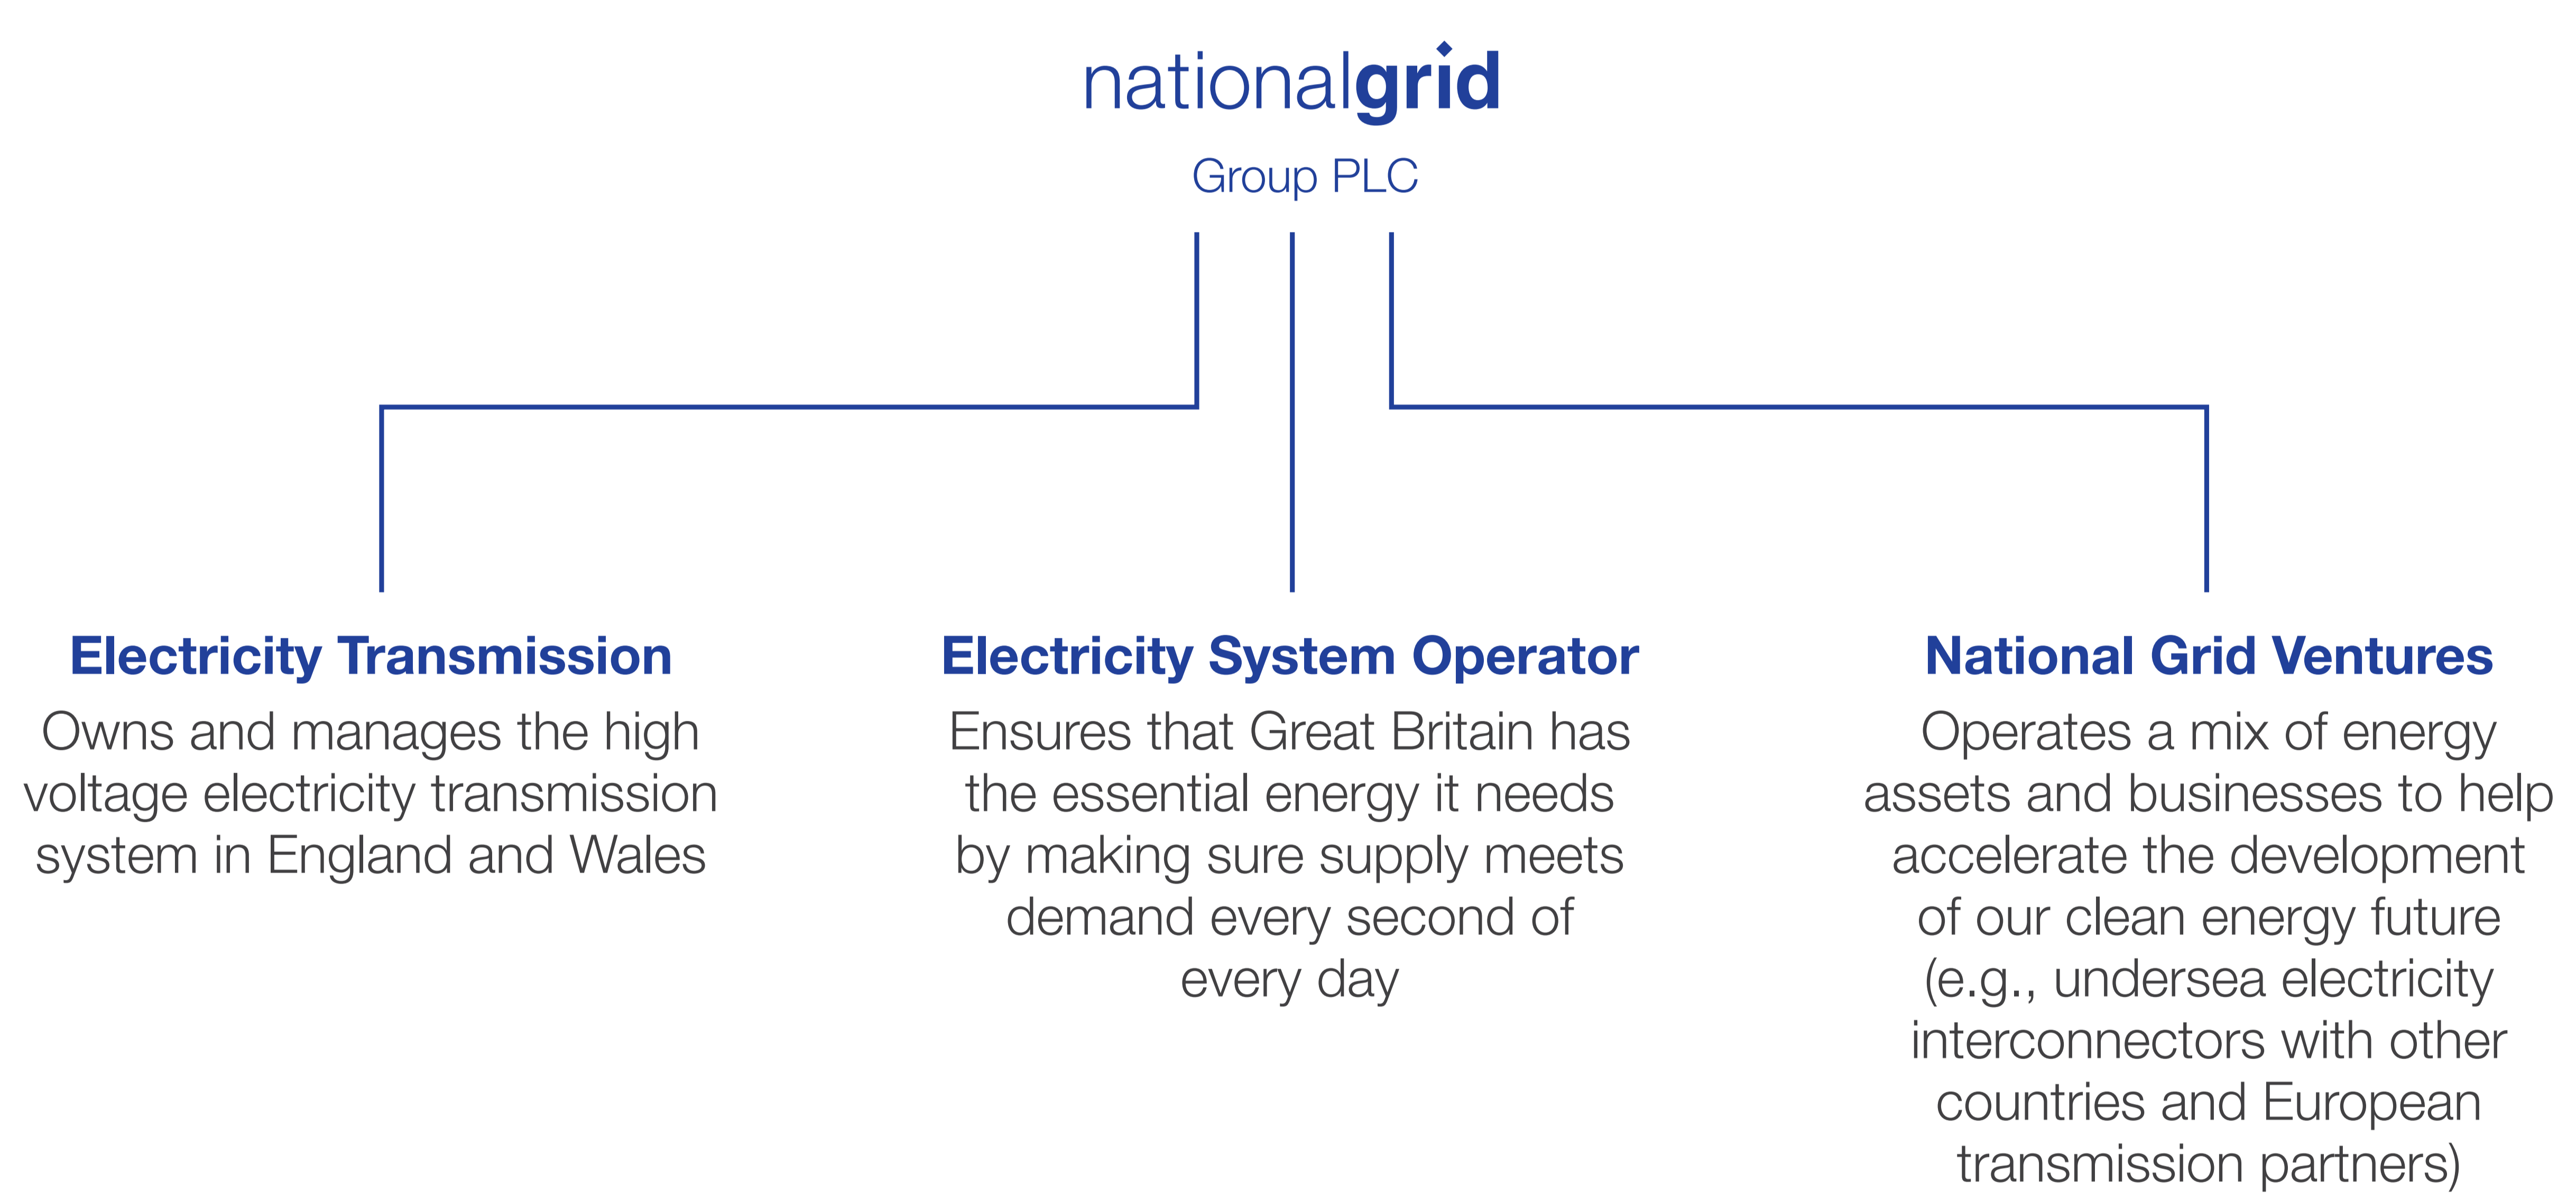 nationalgrid
Group PLC
Electricity Transmission
Owns and manages the high
voltage electricity transmission
system in England and Wales
Electricity System Operator
Ensures that Great Britain has
the essential energy it needs
by making sure supply meets
demand every second of
every day
National Grid Ventures
Operates a mix of energy
assets and businesses to help
accelerate the development
of our clean energy future
(e.g., undersea electricity
interconnectors with other
countries and European
transmission partners)